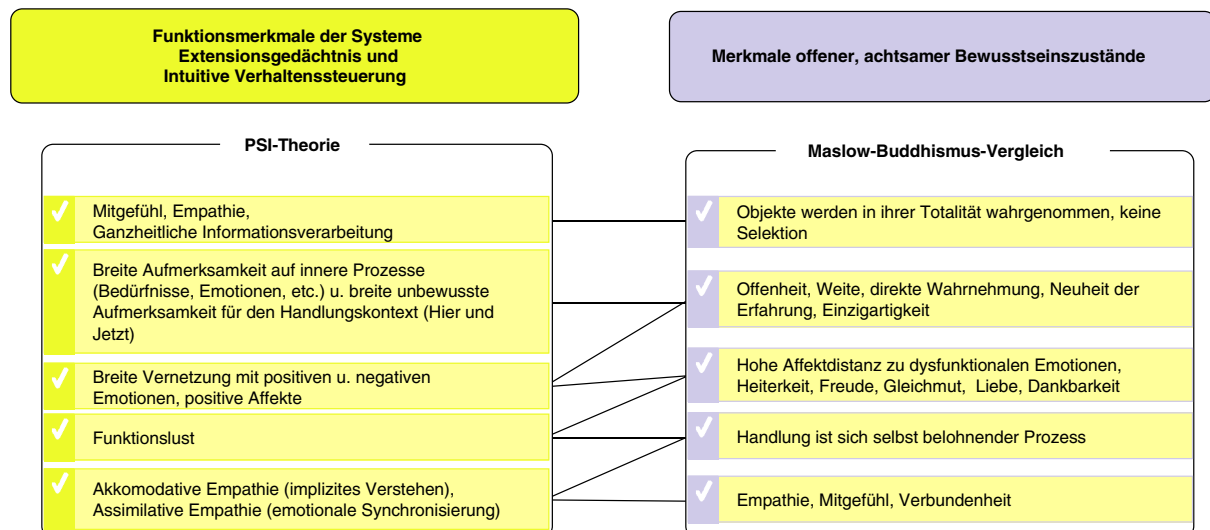 Funktionsmerkmale der Systeme
Extensionsgedächtnis und
Intuitive Verhaltenssteuerung
Merkmale offener, achtsamer Bewusstseinszustände
PSI-Theorie
Mitgefühl, Empathie,
Ganzheitliche Informationsverarbeitung
Breite Aufmerksamkeit auf innere Prozesse
(Bedürfnisse, Emotionen, etc.) u. breite unbewusste
Aufmerksamkeit für den Handlungskontext (Hier und
Jetzt)
Breite Vernetzung mit positiven u. negativen
Emotionen, positive Affekte
Funktionslust
Akkomodative Empathie (implizites Verstehen),
Assimilative Empathie (emotionale Synchronisierung)
Maslow-Buddhismus-Vergleich
Objekte werden in ihrer Totalität wahrgenommen, keine
Selektion
Offenheit, Weite, direkte Wahrnehmung, Neuheit der
Erfahrung, Einzigartigkeit
Hohe Affektdistanz zu dysfunktionalen Emotionen,
Heiterkeit, Freude, Gleichmut, Liebe, Dankbarkeit
Handlung ist sich selbst belohnender Prozess
Empathie, Mitgefühl, Verbundenheit